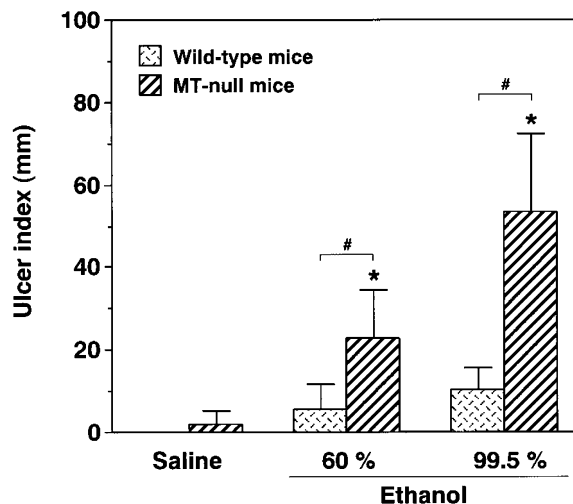 100
80
60
40
20
0
Ulcer index (mm)
Wild-type mice
MT-null mice
#
*
#
*
Saline
60 %
99.5 %
Ethanol